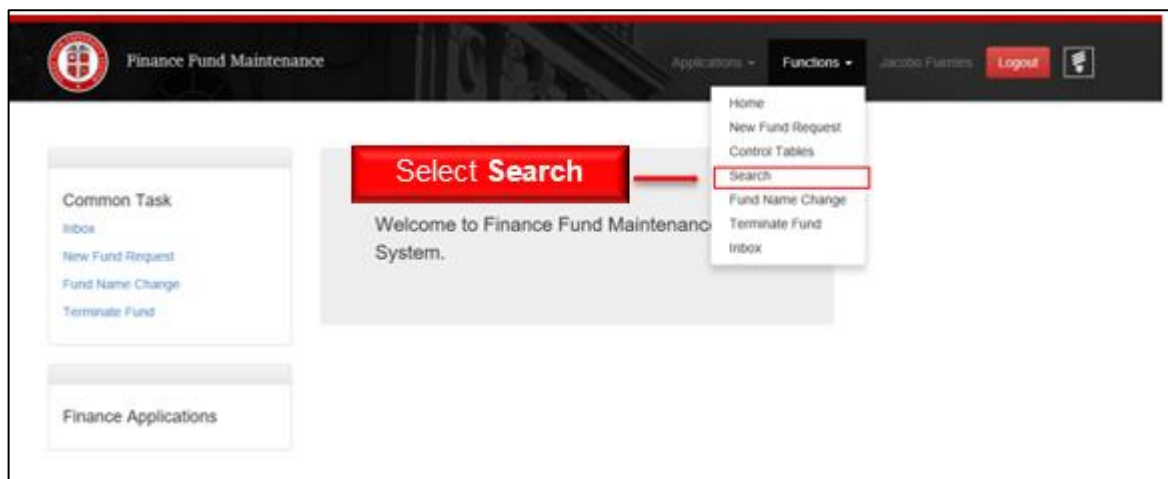 Finance Fund Maintenance
Applications
Functions
Jacobo Fuentes
Logout
Home
New Fund Request
Control Tables
Search
Fund Name Change
Terminate Fund
Inbox
Select Search
Common Task
Inbox
New Fund Request
Fund Name Change
Terminate Fund
Welcome to Finance Fund Maintenanc
System.
Finance Applications